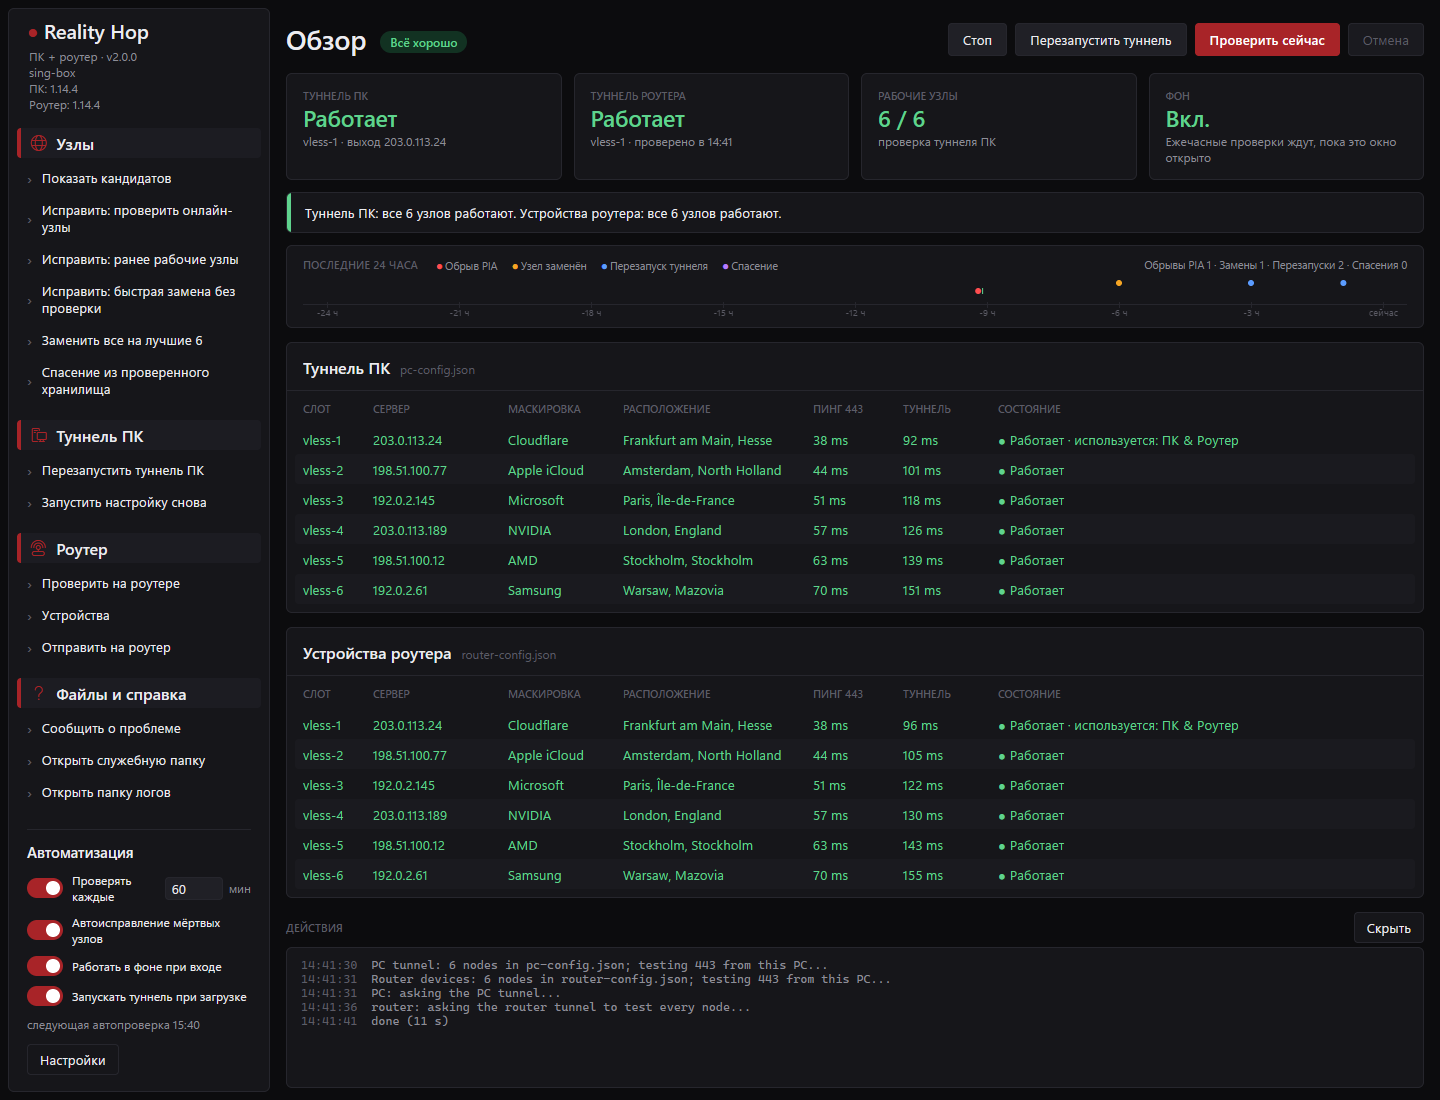 Reality Hop
ПК + роутер · v2.0.0
sing-box
ПК: 1.14.4
Роутер: 1.14.4
Узлы
Показать кандидатов
Исправить: проверить онлайн-
узлы
Исправить: ранее рабочие узлы
Исправить: быстрая замена без
проверки
Заменить все на лучшие 6
Спасение из проверенного
хранилища
Туннель ПК
Перезапустить туннель ПК
Запустить настройку снова
Роутер
Проверить на роутере
Устройства
Отправить на роутер
Файлы и справка
Сообщить о проблеме
Открыть служебную папку
Открыть папку логов
Автоматизация
Проверять
каждые
60 мин
Автоисправление мёртвых
узлов
Работать в фоне при входе
Запускать туннель при загрузке
следующая автопроверка 15:40
Настройки
Обзор Всё хорошо
Стоп Перезапустить туннель Проверить сейчас Отмена
ТУННЕЛЬ ПК
Работает
vless-1 · выход 203.0.113.24
ТУННЕЛЬ РОУТЕРА
Работает
vless-1 · проверено в 14:41
РАБОЧИЕ УЗЛЫ
6 / 6
проверка туннеля ПК
ФОН
Вкл.
Ежечасные проверки ждут, пока это окно
открыто
Туннель ПК: все 6 узлов работают. Устройства роутера: все 6 узлов работают.
ПОСЛЕДНИЕ 24 ЧАСА Обрыв PIA Узел заменён Перезапуск туннеля Спасение Обрывы PIA 1 · Замены 1 · Перезапуски 2 · Спасения 0
-24 ч -21 ч -18 ч -15 ч -12 ч -9 ч -6 ч -3 ч сейчас
Туннель ПК pc-config.json
СЛОТ СЕРВЕР МАСКИРОВКА РАСПОЛОЖЕНИЕ ПИНГ 443 ТУННЕЛЬ СОСТОЯНИЕ
vless-1 203.0.113.24 Cloudflare Frankfurt am Main, Hesse 38 ms 92 ms ● Работает · используется: ПК & Роутер
vless-2 198.51.100.77 Apple iCloud Amsterdam, North Holland 44 ms 101 ms ● Работает
vless-3 192.0.2.145 Microsoft Paris, Île-de-France 51 ms 118 ms ● Работает
vless-4 203.0.113.189 NVIDIA London, England 57 ms 126 ms ● Работает
vless-5 198.51.100.12 AMD Stockholm, Stockholm 63 ms 139 ms ● Работает
vless-6 192.0.2.61 Samsung Warsaw, Mazovia 70 ms 151 ms ● Работает
Устройства роутера router-config.json
СЛОТ СЕРВЕР МАСКИРОВКА РАСПОЛОЖЕНИЕ ПИНГ 443 ТУННЕЛЬ СОСТОЯНИЕ
vless-1 203.0.113.24 Cloudflare Frankfurt am Main, Hesse 38 ms 96 ms ● Работает · используется: ПК & Роутер
vless-2 198.51.100.77 Apple iCloud Amsterdam, North Holland 44 ms 105 ms ● Работает
vless-3 192.0.2.145 Microsoft Paris, Île-de-France 51 ms 122 ms ● Работает
vless-4 203.0.113.189 NVIDIA London, England 57 ms 130 ms ● Работает
vless-5 198.51.100.12 AMD Stockholm, Stockholm 63 ms 143 ms ● Работает
vless-6 192.0.2.61 Samsung Warsaw, Mazovia 70 ms 155 ms ● Работает
ДЕЙСТВИЯ Скрыть
14:41:30 PC tunnel: 6 nodes in pc-config.json; testing 443 from this PC...
14:41:31 Router devices: 6 nodes in router-config.json; testing 443 from this PC...
14:41:31 PC: asking the PC tunnel...
14:41:36 router: asking the router tunnel to test every node...
14:41:41 done (11 s)